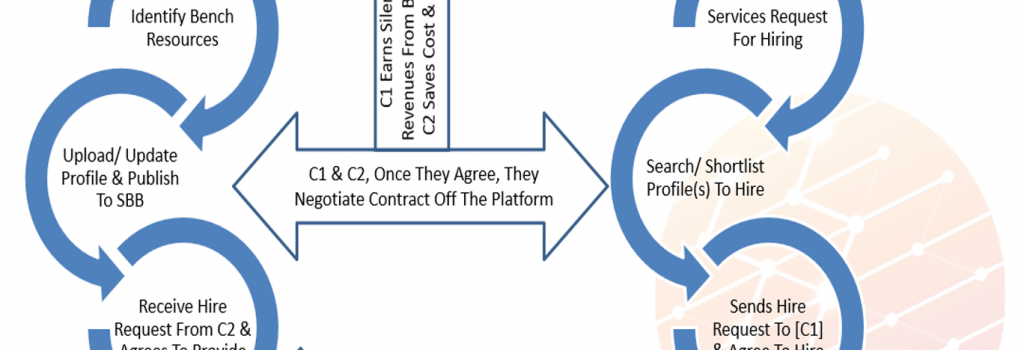 Identify Bench
Resources
Upload/ Update
Profile & Publish
To SBB
Receive Hire
Request From C2 &
Agrees To Provide
C1 Earns
Revenues From
C2 Saves Cost &
C1 & C2, Once They Agree, They
Negotiate Contract Off The Platform
Services Request
For Hiring
Search/ Shortlist
Profile(s) To Hire
Sends Hire
Request To [C1]
& Agree To Hire